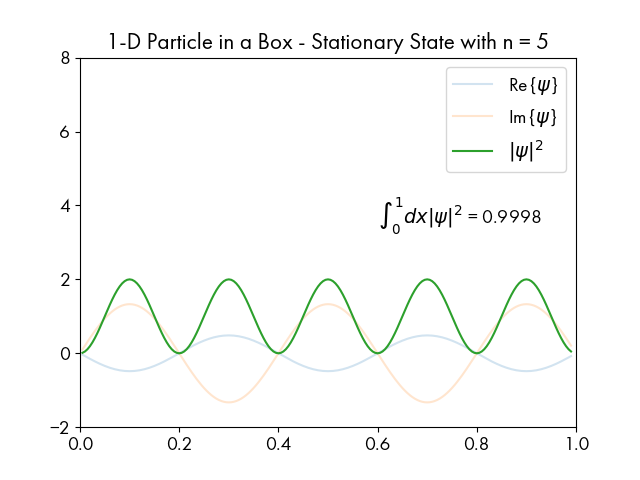 1-D Particle in a Box - Stationary State with n = 5
8
6
4
2
0
−2
0.0 0.2 0.4 0.6 0.8 1.0
Re{ψ}
Im{ψ}
|ψ|²
∫₀¹dx|ψ|² = 0.9998